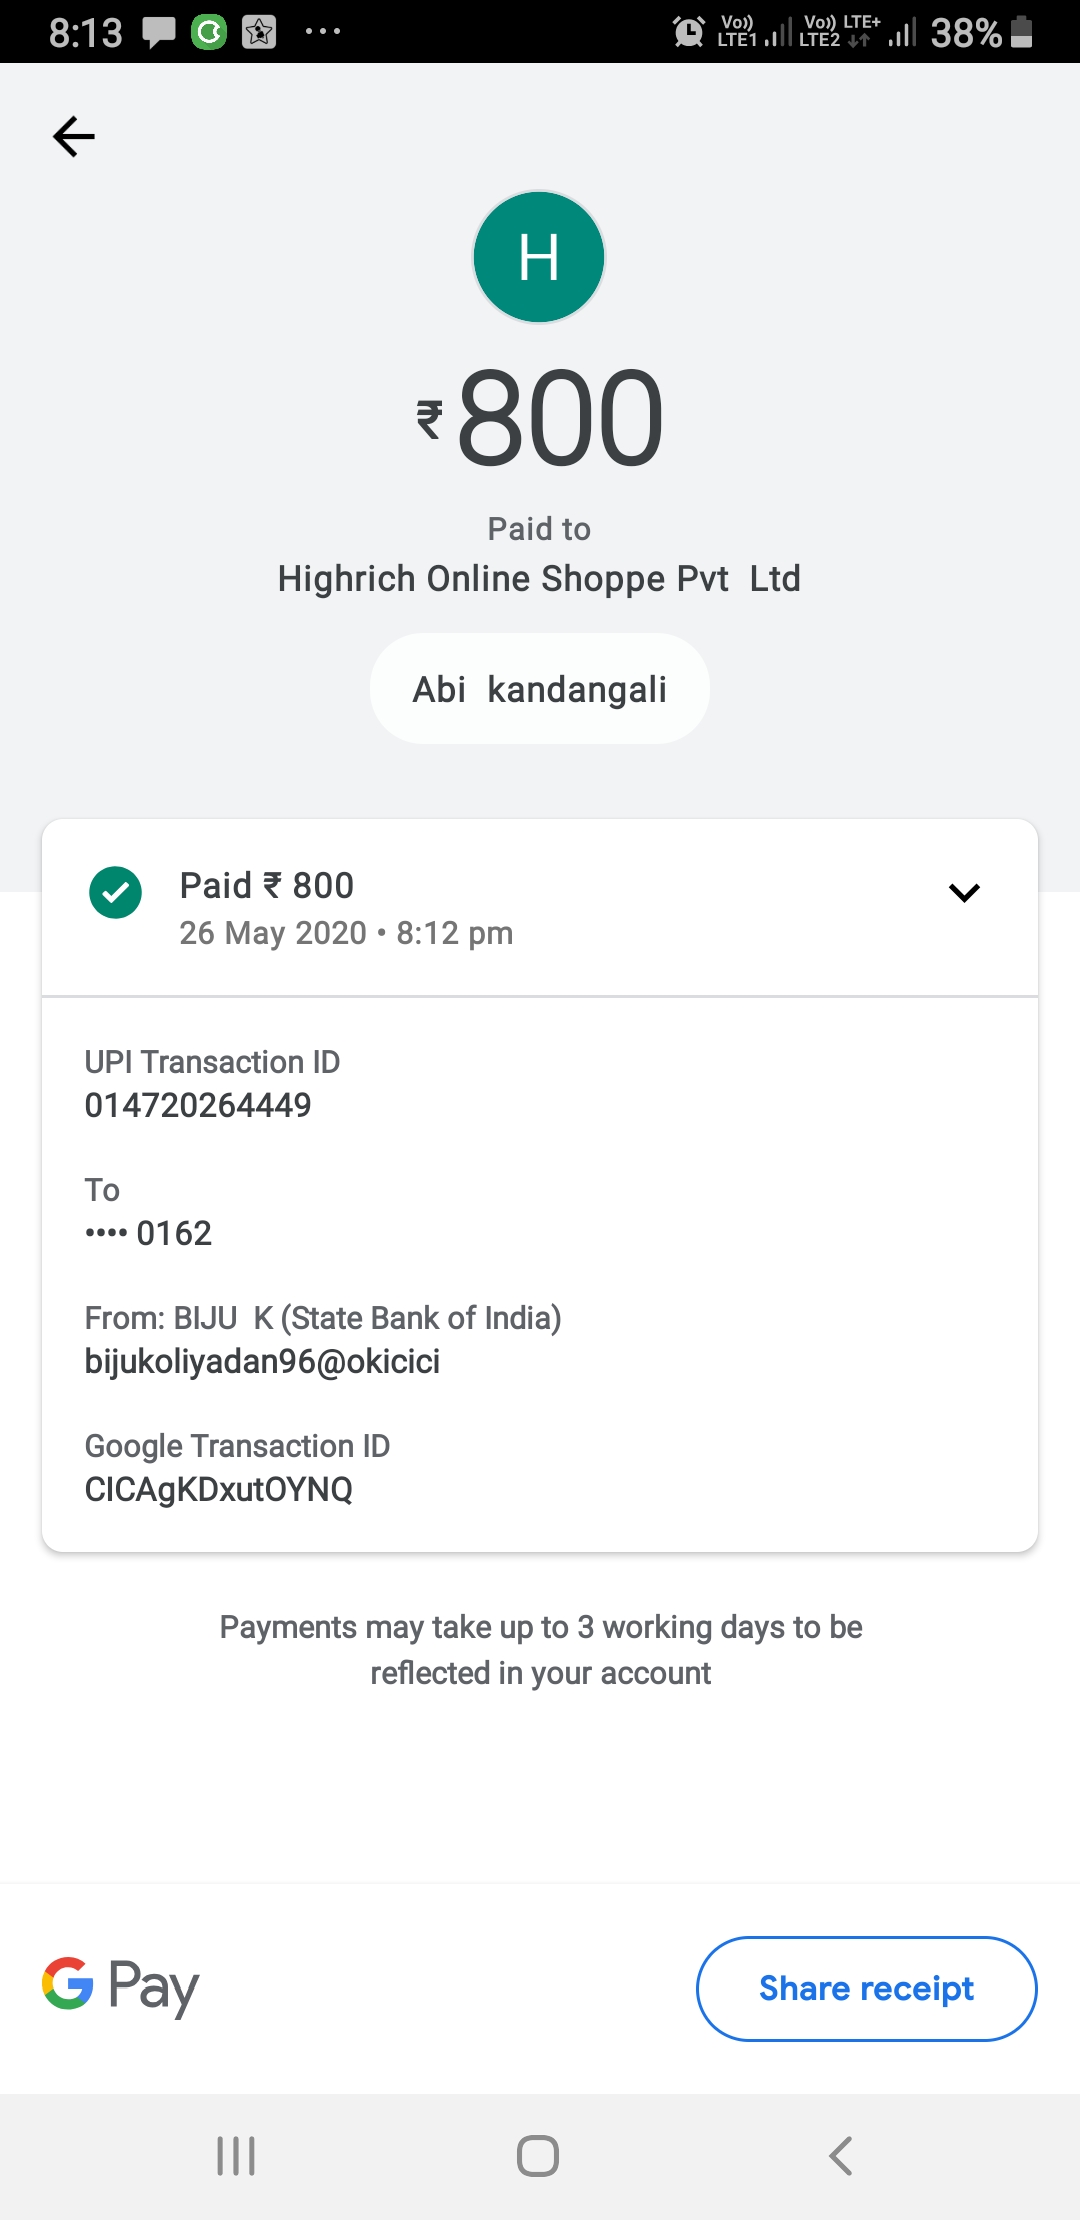 8:13
Vo)) LTE1 Vo)) LTE2 LTE+ 38%
H
₹800
Paid to
Highrich Online Shoppe Pvt Ltd
Abi kandangali
Paid ₹ 800
26 May 2020 • 8:12 pm
UPI Transaction ID
014720264449
To
•••• 0162
From: BIJU K (State Bank of India)
bijukoliyadan96@okicici
Google Transaction ID
CICAgKDxutOYNQ
Payments may take up to 3 working days to be
reflected in your account
G Pay
Share receipt